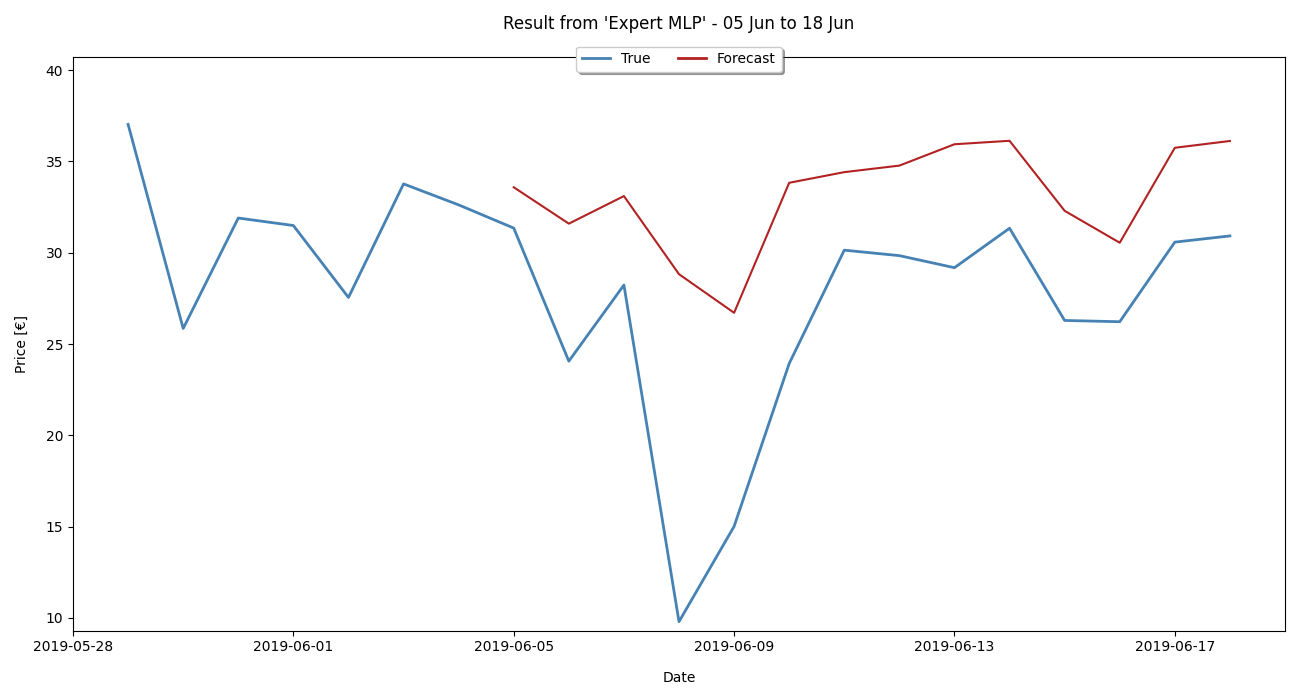 Result from 'Expert MLP' - 05 Jun to 18 Jun
True Forecast
Price [€]
40
35
30
25
20
15
10
2019-05-28 2019-06-01 2019-06-05 2019-06-09 2019-06-13 2019-06-17
Date